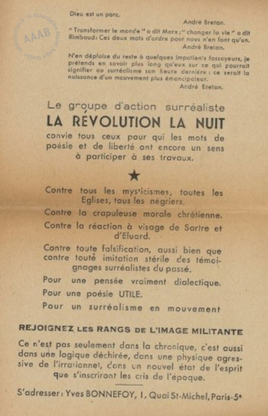 AAAB
Dieu est un porc.
André Breton.
"Transformer le monde" a dit Marx; "changer la vie" a dit
Rimbaud: Ces deux mots d'ordre pour nous n'en font qu'un.
André Breton.
N'en déplaise du reste à quelques impatients fossoyeurs, je
prétends en savoir plus long qu'eux sur ce qui pourrait
signifier au surréalisme son heure dernière: ce serait la
naissance d'un mouvement plus émancipateur.
André Breton.
Le groupe d'action surréaliste
LA RÉVOLUTION LA NUIT
convie tous ceux pour qui les mots de
poésie et de liberté ont encore un sens
à participer à ses travaux.
Contre tous les mysticismes, toutes les
Eglises, tous les négriers.
Contre la crapuleuse morale chrétienne.
Contre la réaction à visage de Sartre et
d'Eluard.
Contre toute falsification, aussi bien que
contre toute imitation stérile des témoi-
gnages surréalistes du passé.
Pour une pensée vraiment dialectique.
Pour une poésie UTILE.
Pour un surréalisme en mouvement
REJOIGNEZ LES RANGS DE L'IMAGE MILITANTE
Ce n'est pas seulement dans la chronique, c'est aussi
dans une logique déchirée, dans une physique agres-
sive de l'irrationnel, dans un nouvel état de l'esprit
que s'inscriront les cris de l'époque.
S'adresser: Yves BONNEFOY, 1, Quai St-Michel, Paris-5e